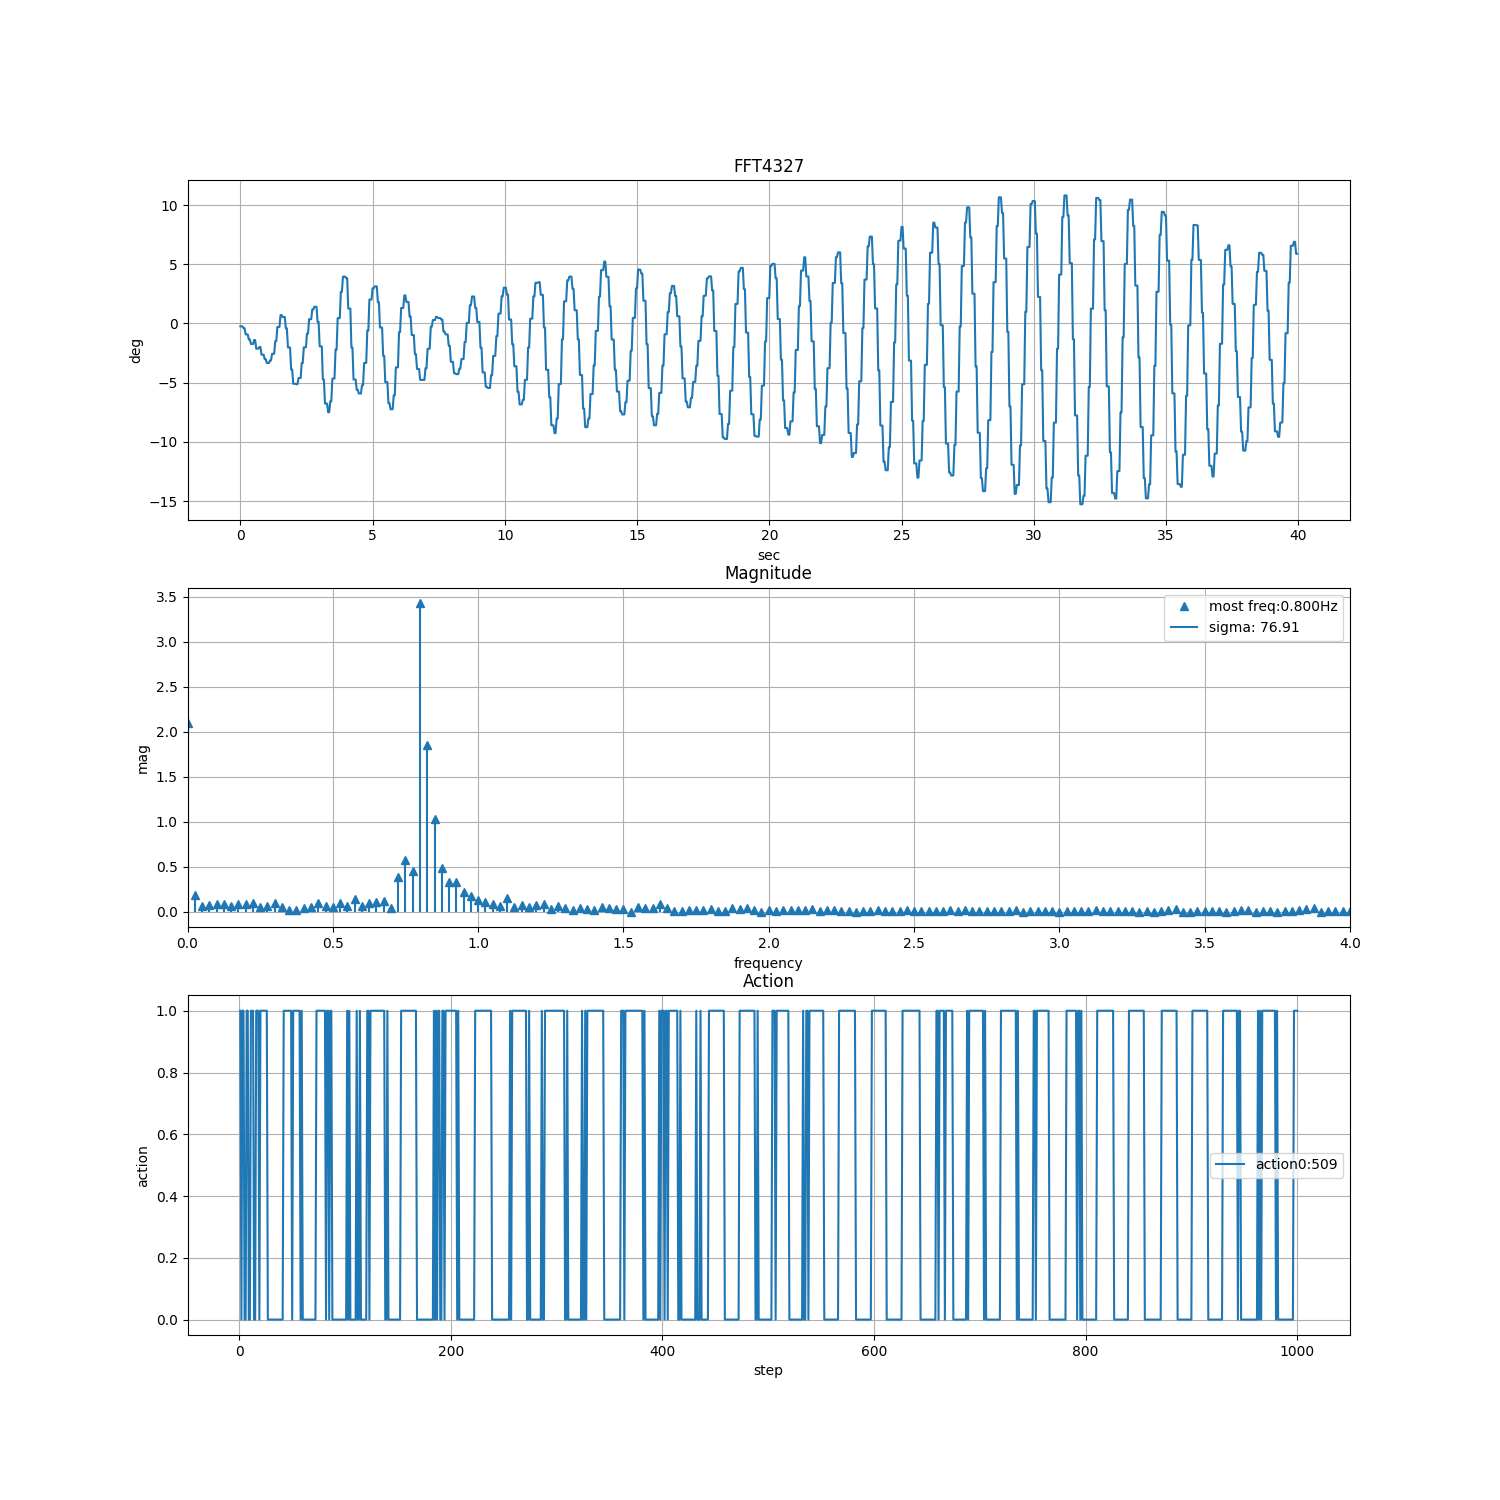 FFT4327
10
5
0
−5
−10
−15
deg
0 5 10 15 20 25 30 35 40
sec
Magnitude
3.5
3.0
2.5
2.0
1.5
1.0
0.5
0.0
mag
most freq:0.800Hz
sigma: 76.91
0.0 0.5 1.0 1.5 2.0 2.5 3.0 3.5 4.0
frequency
Action
1.0
0.8
0.6
0.4
0.2
0.0
action
action0:509
0 200 400 600 800 1000
step